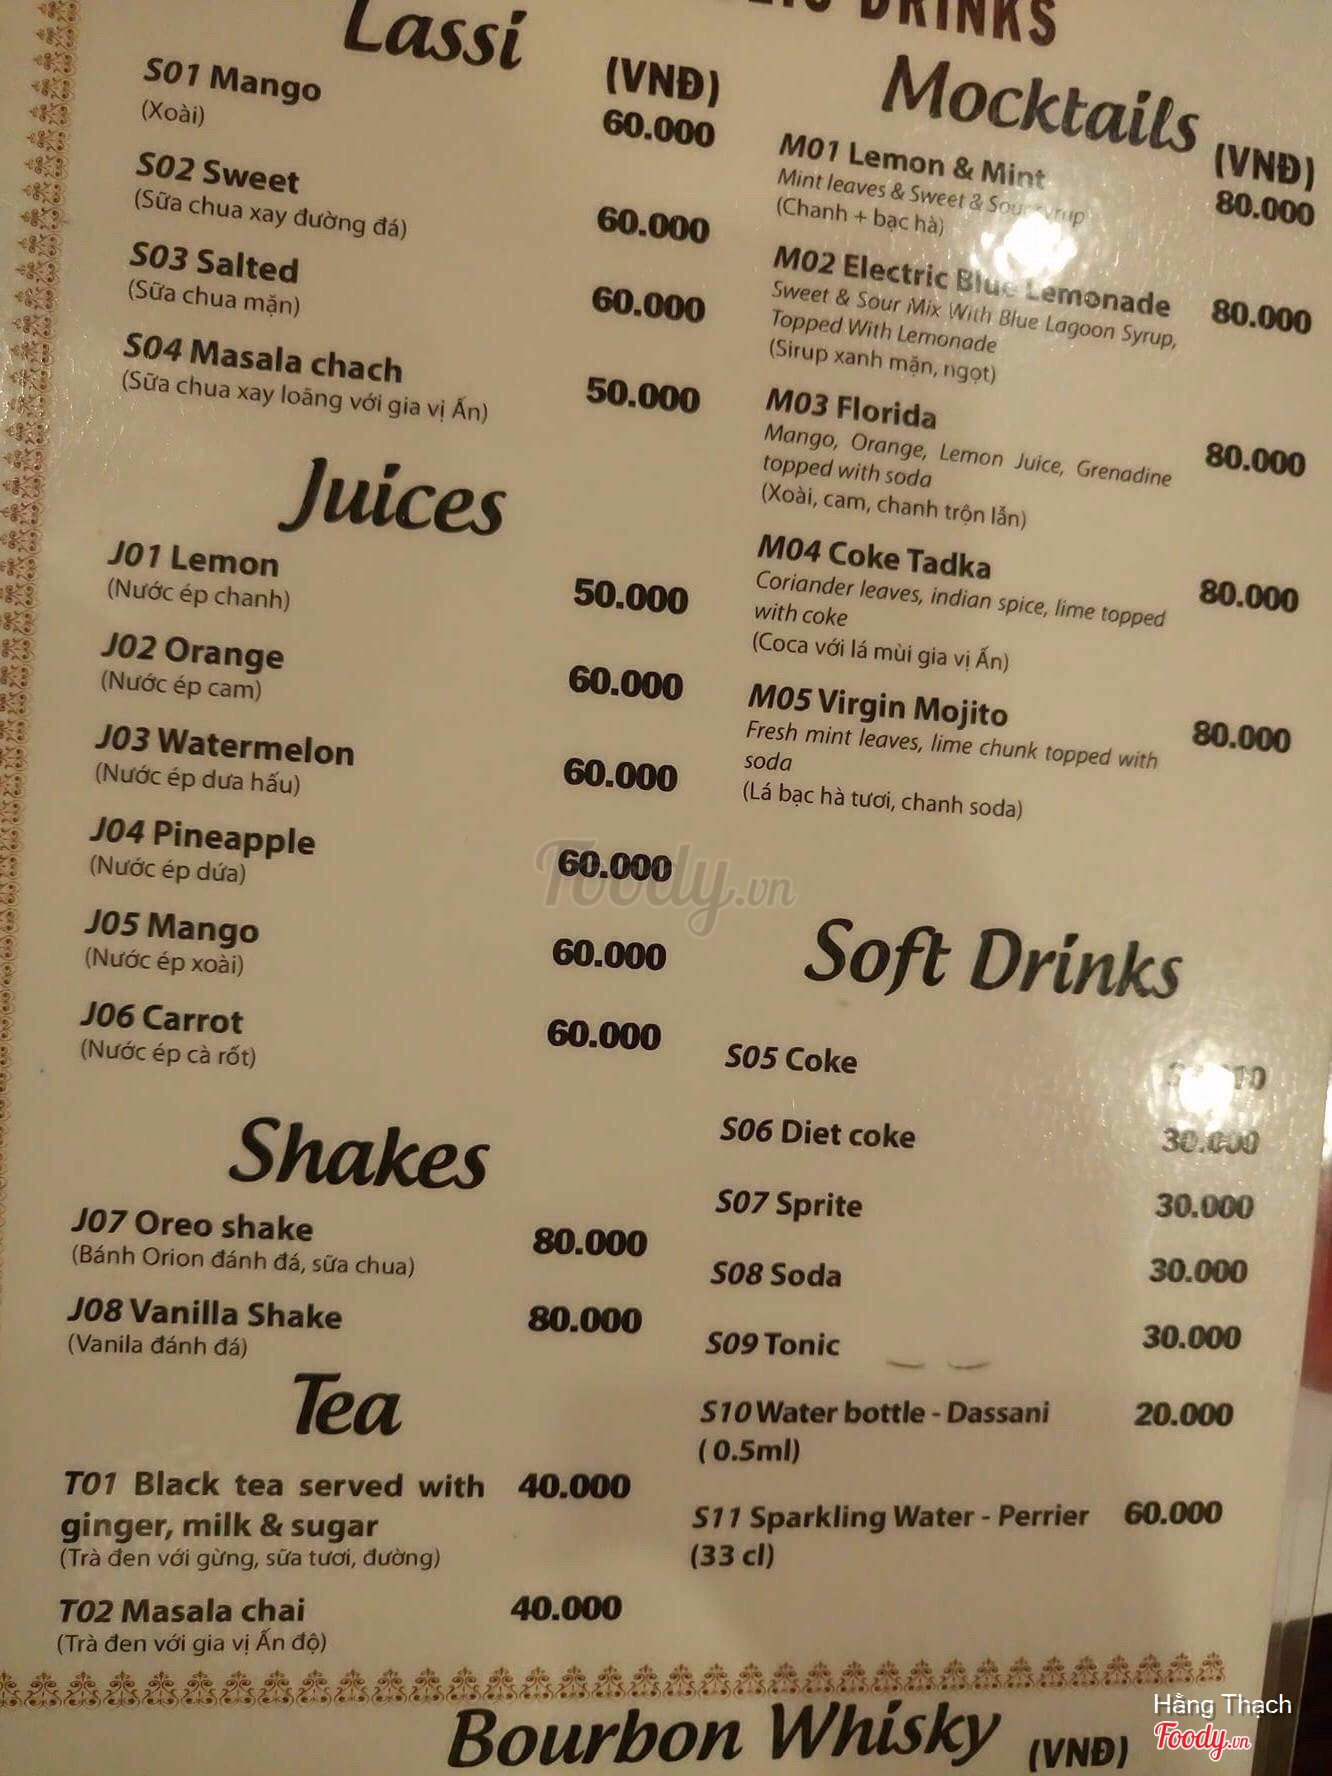 DRINKS
Lassi
(VNĐ)
S01 Mango
(Xoài)
60.000
S02 Sweet
(Sữa chua xay đường đá)
60.000
S03 Salted
(Sữa chua mặn)
60.000
S04 Masala chach
(Sữa chua xay loãng với gia vị Ấn)
50.000
Juices
J01 Lemon
(Nước ép chanh)
50.000
J02 Orange
(Nước ép cam)
60.000
J03 Watermelon
(Nước ép dưa hấu)
60.000
J04 Pineapple
(Nước ép dứa)
60.000
J05 Mango
(Nước ép xoài)
60.000
J06 Carrot
(Nước ép cà rốt)
60.000
Shakes
J07 Oreo shake
(Bánh Orion đánh đá, sữa chua)
80.000
J08 Vanilla Shake
(Vanila đánh đá)
80.000
Tea
T01 Black tea served with 40.000
ginger, milk & sugar
(Trà đen với gừng, sữa tươi, đường)
T02 Masala chai
(Trà đen với gia vị Ấn độ)
40.000
Mocktails
(VNĐ)
M01 Lemon & Mint
80.000
Mint leaves & Sweet & Sour syrup
(Chanh + bạc hà)
M02 Electric Blue Lemonade
80.000
Sweet & Sour Mix With Blue Lagoon Syrup,
Topped With Lemonade
(Sirup xanh mặn, ngọt)
M03 Florida
80.000
Mango, Orange, Lemon Juice, Grenadine
topped with soda
(Xoài, cam, chanh trộn lẫn)
M04 Coke Tadka
80.000
Coriander leaves, indian spice, lime topped
with coke
(Coca với lá mùi gia vị Ấn)
M05 Virgin Mojito
80.000
Fresh mint leaves, lime chunk topped with
soda
(Lá bạc hà tươi, chanh soda)
Soft Drinks
S05 Coke
S06 Diet coke 30.000
S07 Sprite 30.000
S08 Soda 30.000
S09 Tonic 30.000
S10 Water bottle - Dassani 20.000
( 0.5ml)
S11 Sparkling Water - Perrier 60.000
(33 cl)
Bourbon Whisky (VNĐ)
Foody.vn
Hằng Thạch
Foody.vn